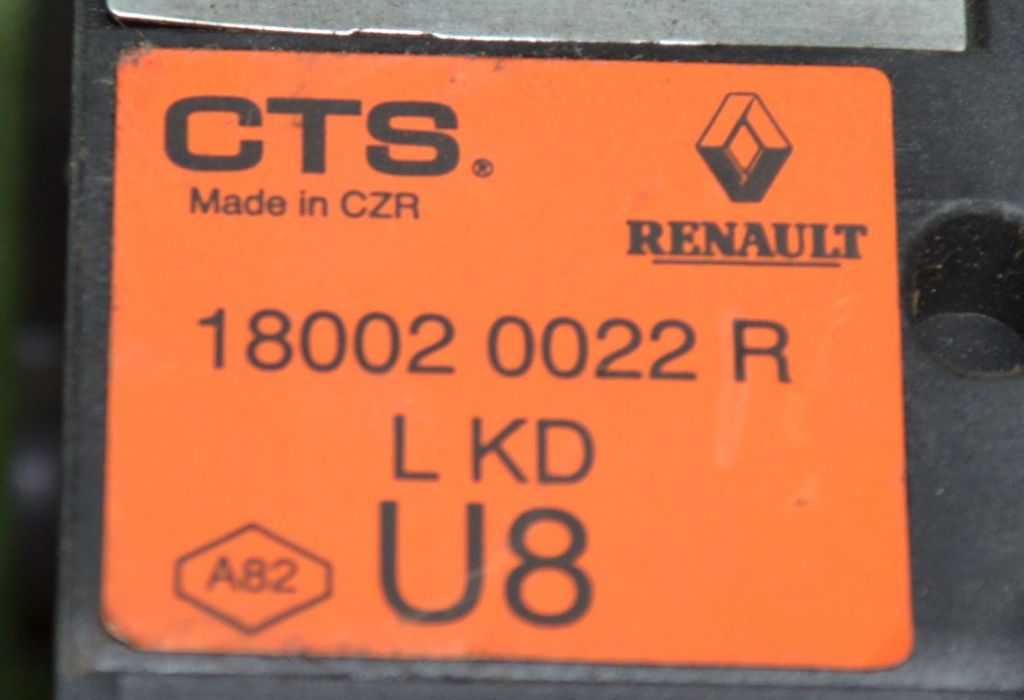 CTS®
Made in CZR
RENAULT
18002 0022 R
L KD
U8
A82